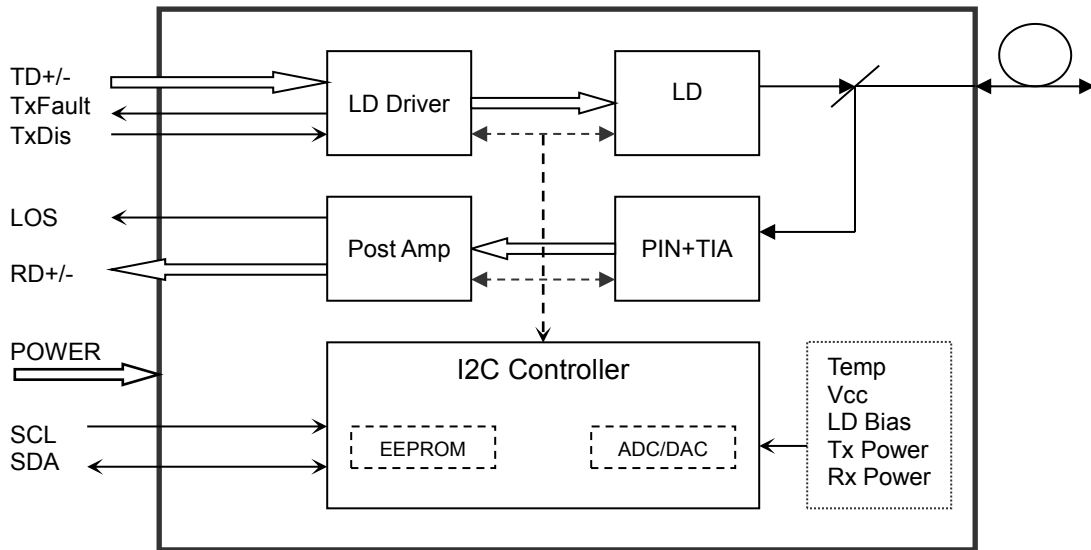 TD+/-
TxFault
TxDis
LD Driver
LD
LOS
RD+/-
Post Amp
PIN+TIA
POWER
SCL
SDA
I2C Controller
EEPROM
ADC/DAC
Temp
Vcc
LD Bias
Tx Power
Rx Power